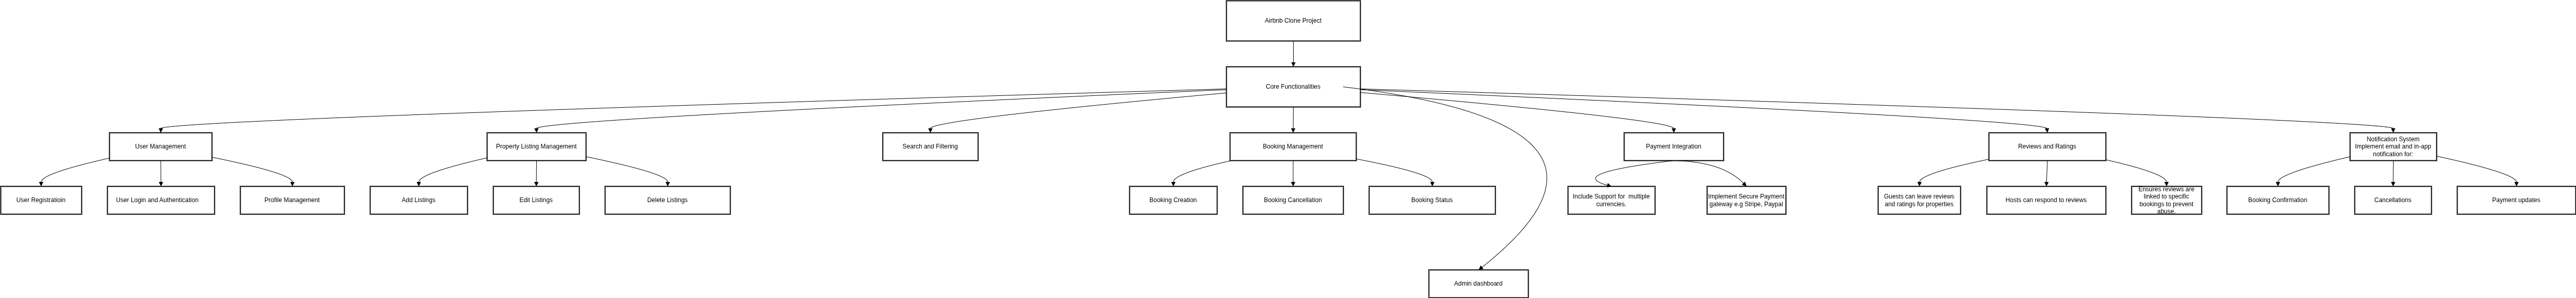 Airbnb Clone Project
Core Functionalities
User Management
Property Listing Management
Search and Filtering
Booking Management
Payment Integration
Reviews and Ratings
Notification System
Implement email and in-app
notification for:
User Registratioin
User Login and Authentication
Profile Management
Add Listings
Edit Listings
Delete Listings
Booking Creation
Booking Cancellation
Booking Status
Include Support for multiple
currencies.
Implement Secure Payment
gateway e.g Stripe, Paypal
Guests can leave reviews
and ratings for properties
Hosts can respond to reviews
Ensures reviews are
linked to specific
bookings to prevent
abuse.
Booking Confirmation
Cancellations
Payment updates
Admin dashboard